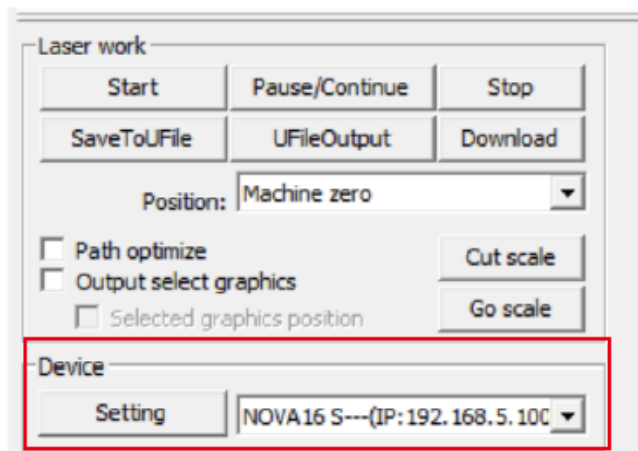 Laser work
Start Pause/Continue Stop
SaveToUFile UFileOutput Download
Position: Machine zero
Path optimize Cut scale
Output select graphics
Selected graphics position Go scale
Device
Setting NOVA16 S---(IP:192.168.5.100